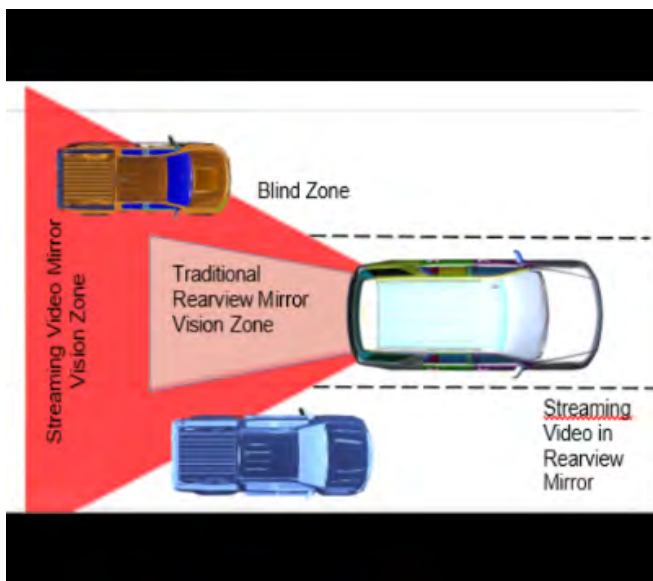 Blind Zone
Streaming Video Mirror
Vision Zone
Traditional
Rearview Mirror
Vision Zone
Streaming
Video in
Rearview
Mirror